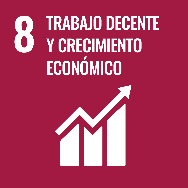 8 TRABAJO DECENTE
Y CRECIMIENTO
ECONÓMICO